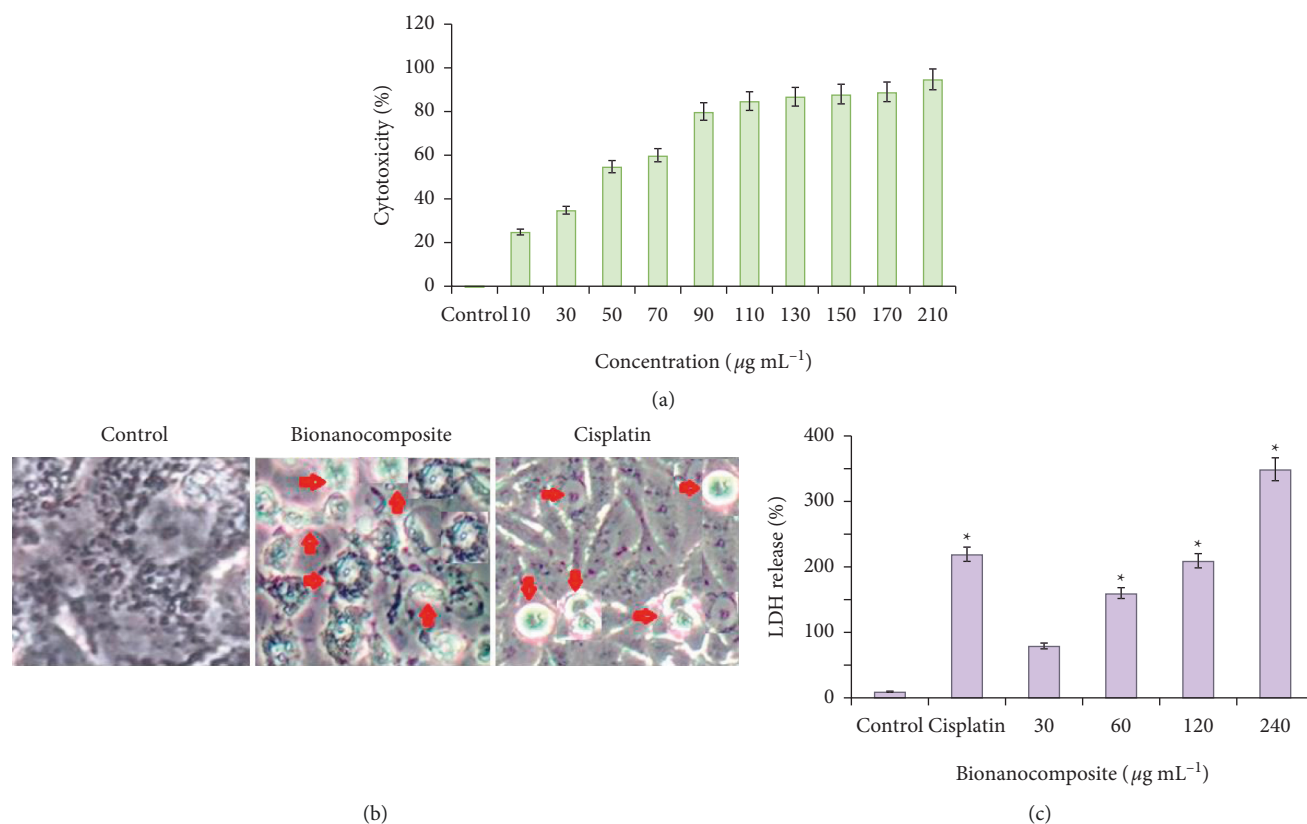 120
100
80
60
40
20
0
Cytotoxicity (%)
Control 10 30 50 70 90 110 130 150 170 210
Concentration (µg mL⁻¹)
(a)
Control Bionanocomposite Cisplatin
(b)
400
300
200
100
0
LDH release (%)
* * * *
Control Cisplatin 30 60 120 240
Bionanocomposite (µg mL⁻¹)
(c)